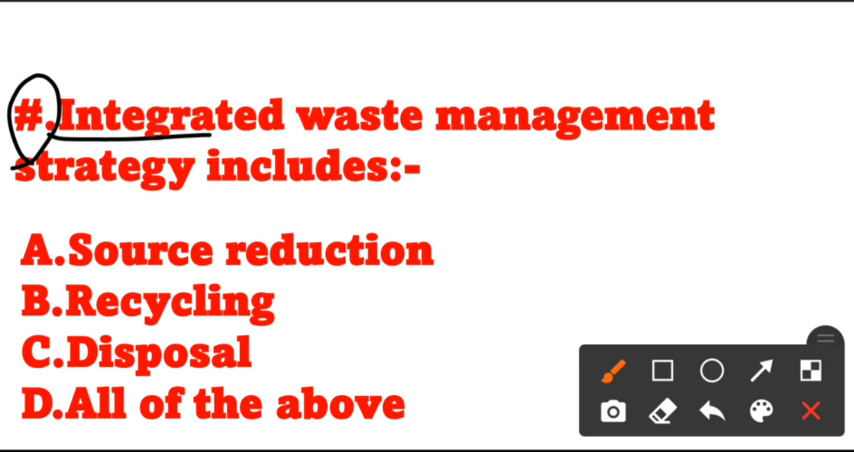 #.Integrated waste management
strategy includes:-
A.Source reduction
B.Recycling
C.Disposal
D.All of the above